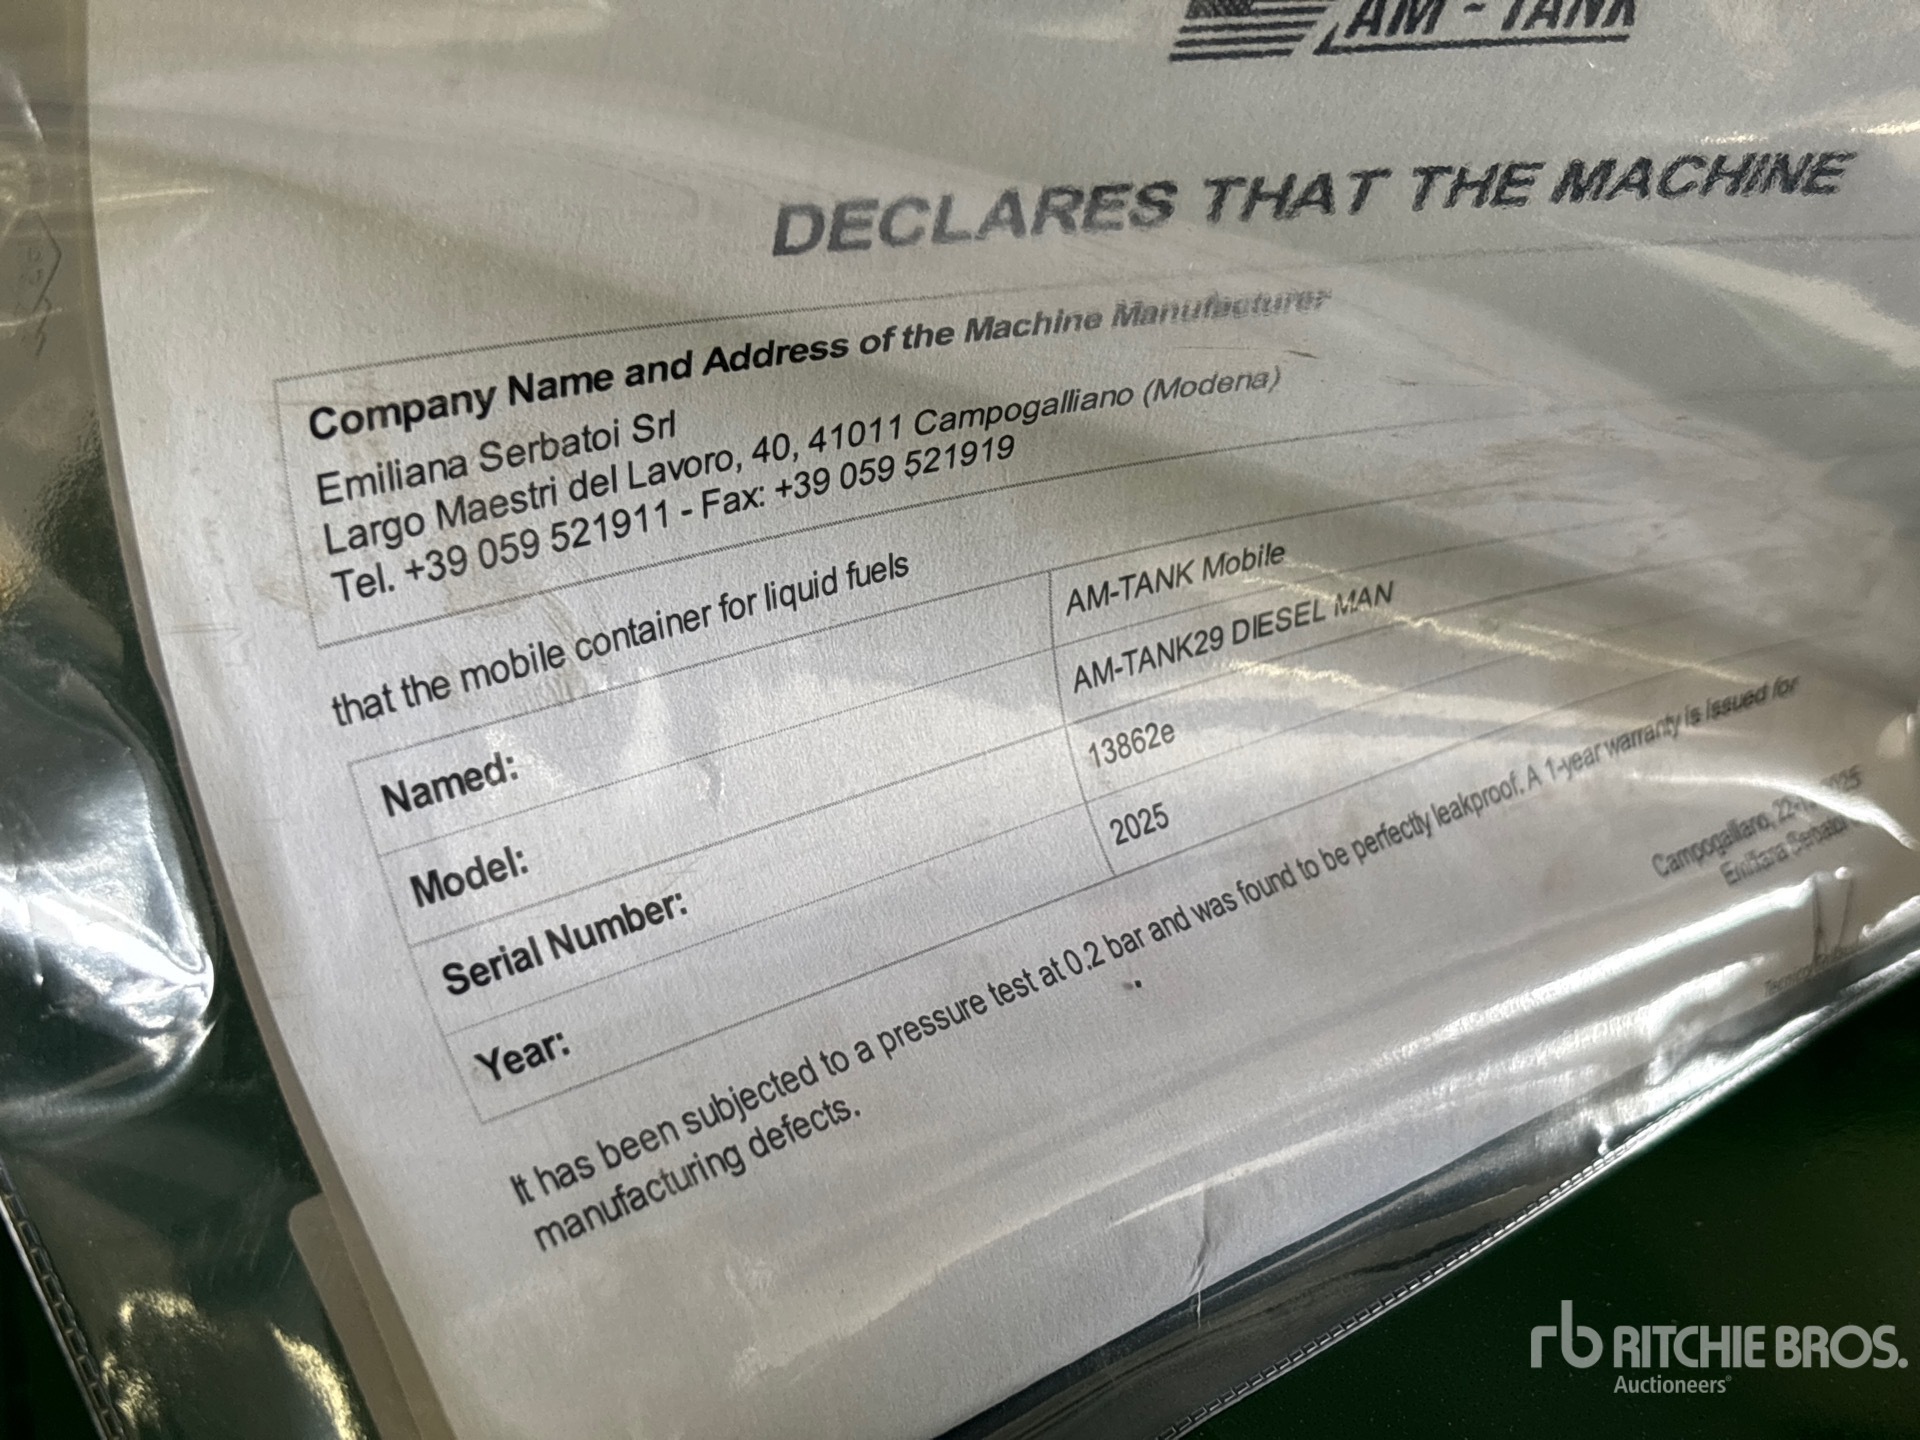 AM - TANK
DECLARES THAT THE MACHINE
Company Name and Address of the Machine Manufacturer
Emiliana Serbatoi Srl
Largo Maestri del Lavoro, 40, 41011 Campogalliano (Modena)
Tel. +39 059 521911 - Fax: +39 059 521919
that the mobile container for liquid fuels
Named: AM-TANK Mobile
Model: AM-TANK29 DIESEL MAN
Serial Number: 13862e
Year: 2025
It has been subjected to a pressure test at 0.2 bar and was found to be perfectly leakproof. A 1-year warranty is issued for
manufacturing defects.
Campogalliano,
Emiliana Serbatoi
rb RITCHIE BROS.
Auctioneers